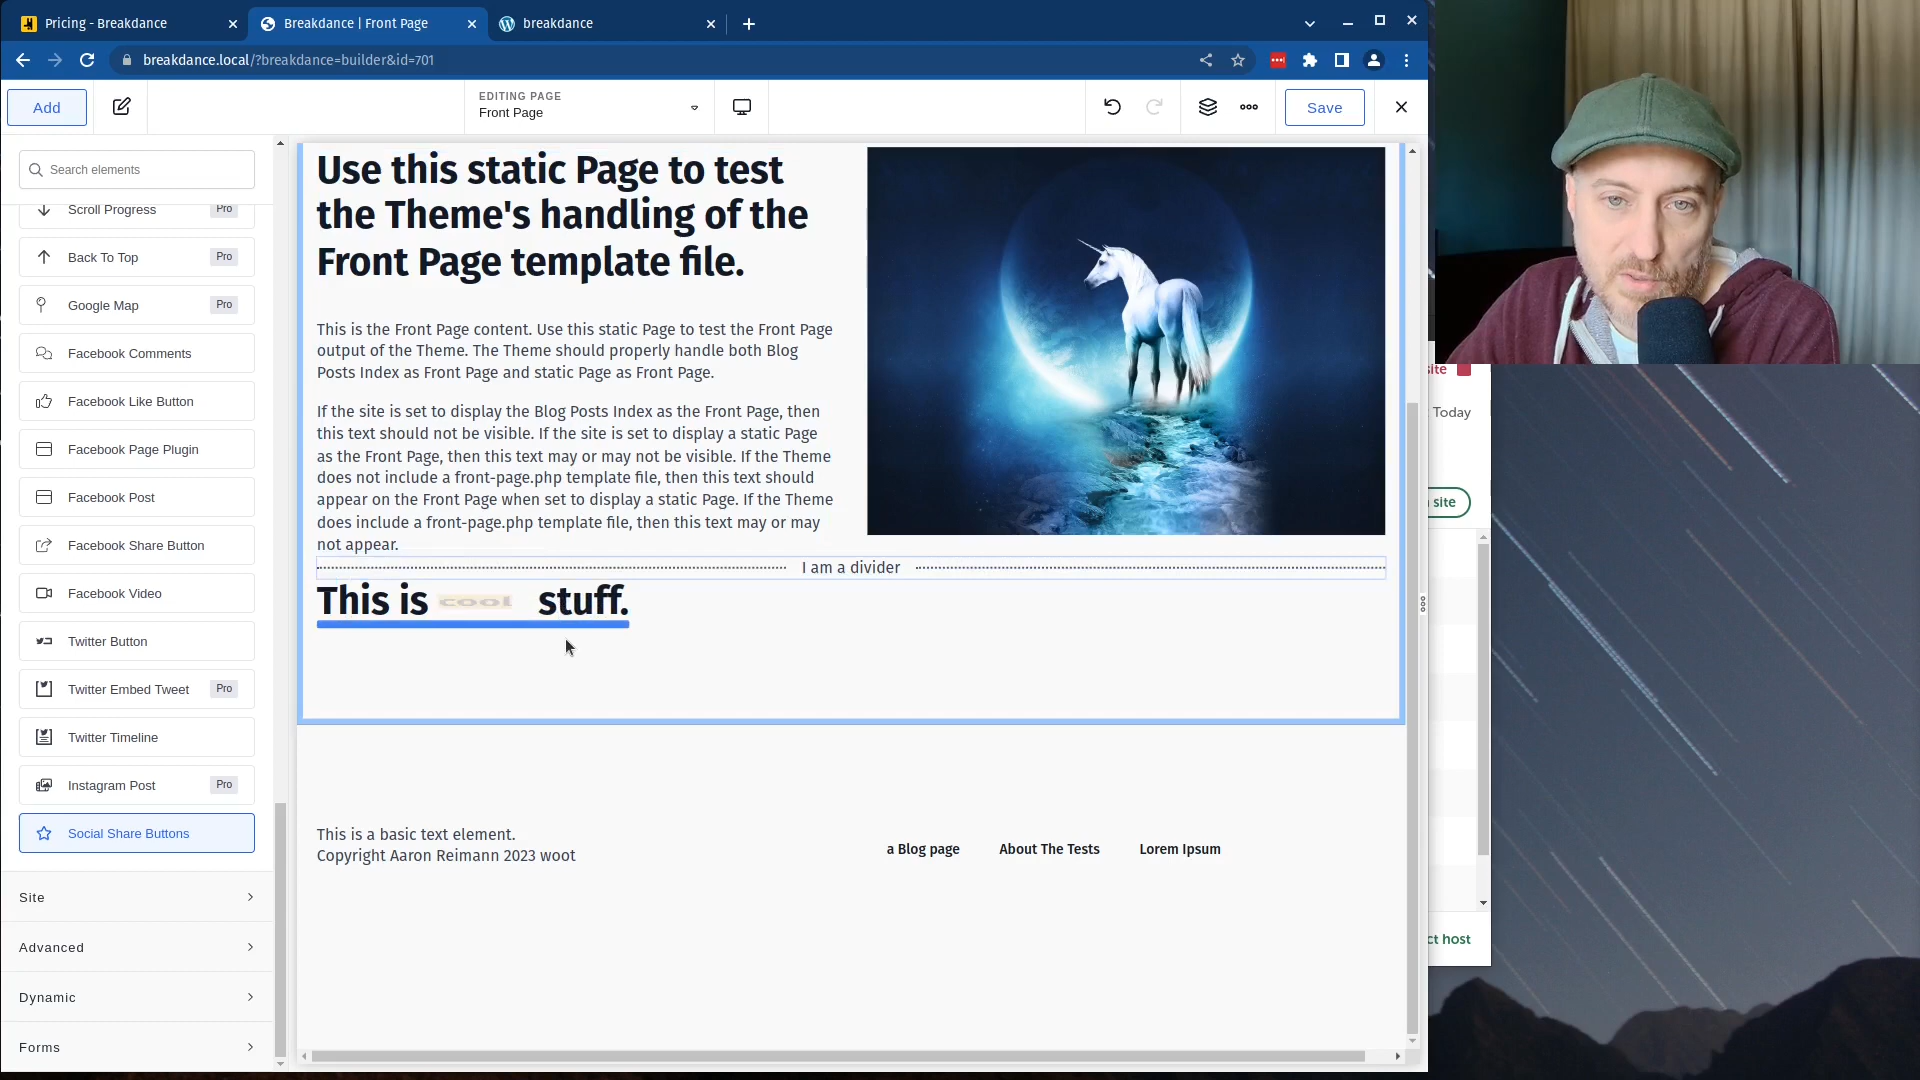 Pricing - Breakdance
Breakdance | Front Page
breakdance
breakdance.local/?breakdance=builder&id=701
Add
EDITING PAGE
Front Page
Save
Search elements
Scroll Progress Pro
Back To Top Pro
Google Map Pro
Facebook Comments
Facebook Like Button
Facebook Page Plugin
Facebook Post
Facebook Share Button
Facebook Video
Twitter Button
Twitter Embed Tweet Pro
Twitter Timeline
Instagram Post Pro
Social Share Buttons
Site
Advanced
Dynamic
Forms
Use this static Page to test
the Theme's handling of the
Front Page template file.
This is the Front Page content. Use this static Page to test the Front Page
output of the Theme. The Theme should properly handle both Blog
Posts Index as Front Page and static Page as Front Page.
If the site is set to display the Blog Posts Index as the Front Page, then
this text should not be visible. If the site is set to display a static Page
as the Front Page, then this text may or may not be visible. If the Theme
does not include a front-page.php template file, then this text should
appear on the Front Page when set to display a static Page. If the Theme
does include a front-page.php template file, then this text may or may
not appear.
I am a divider
This is cool stuff.
This is a basic text element.
Copyright Aaron Reimann 2023 woot
a Blog page
About The Tests
Lorem Ipsum
site
Today
site
ct host